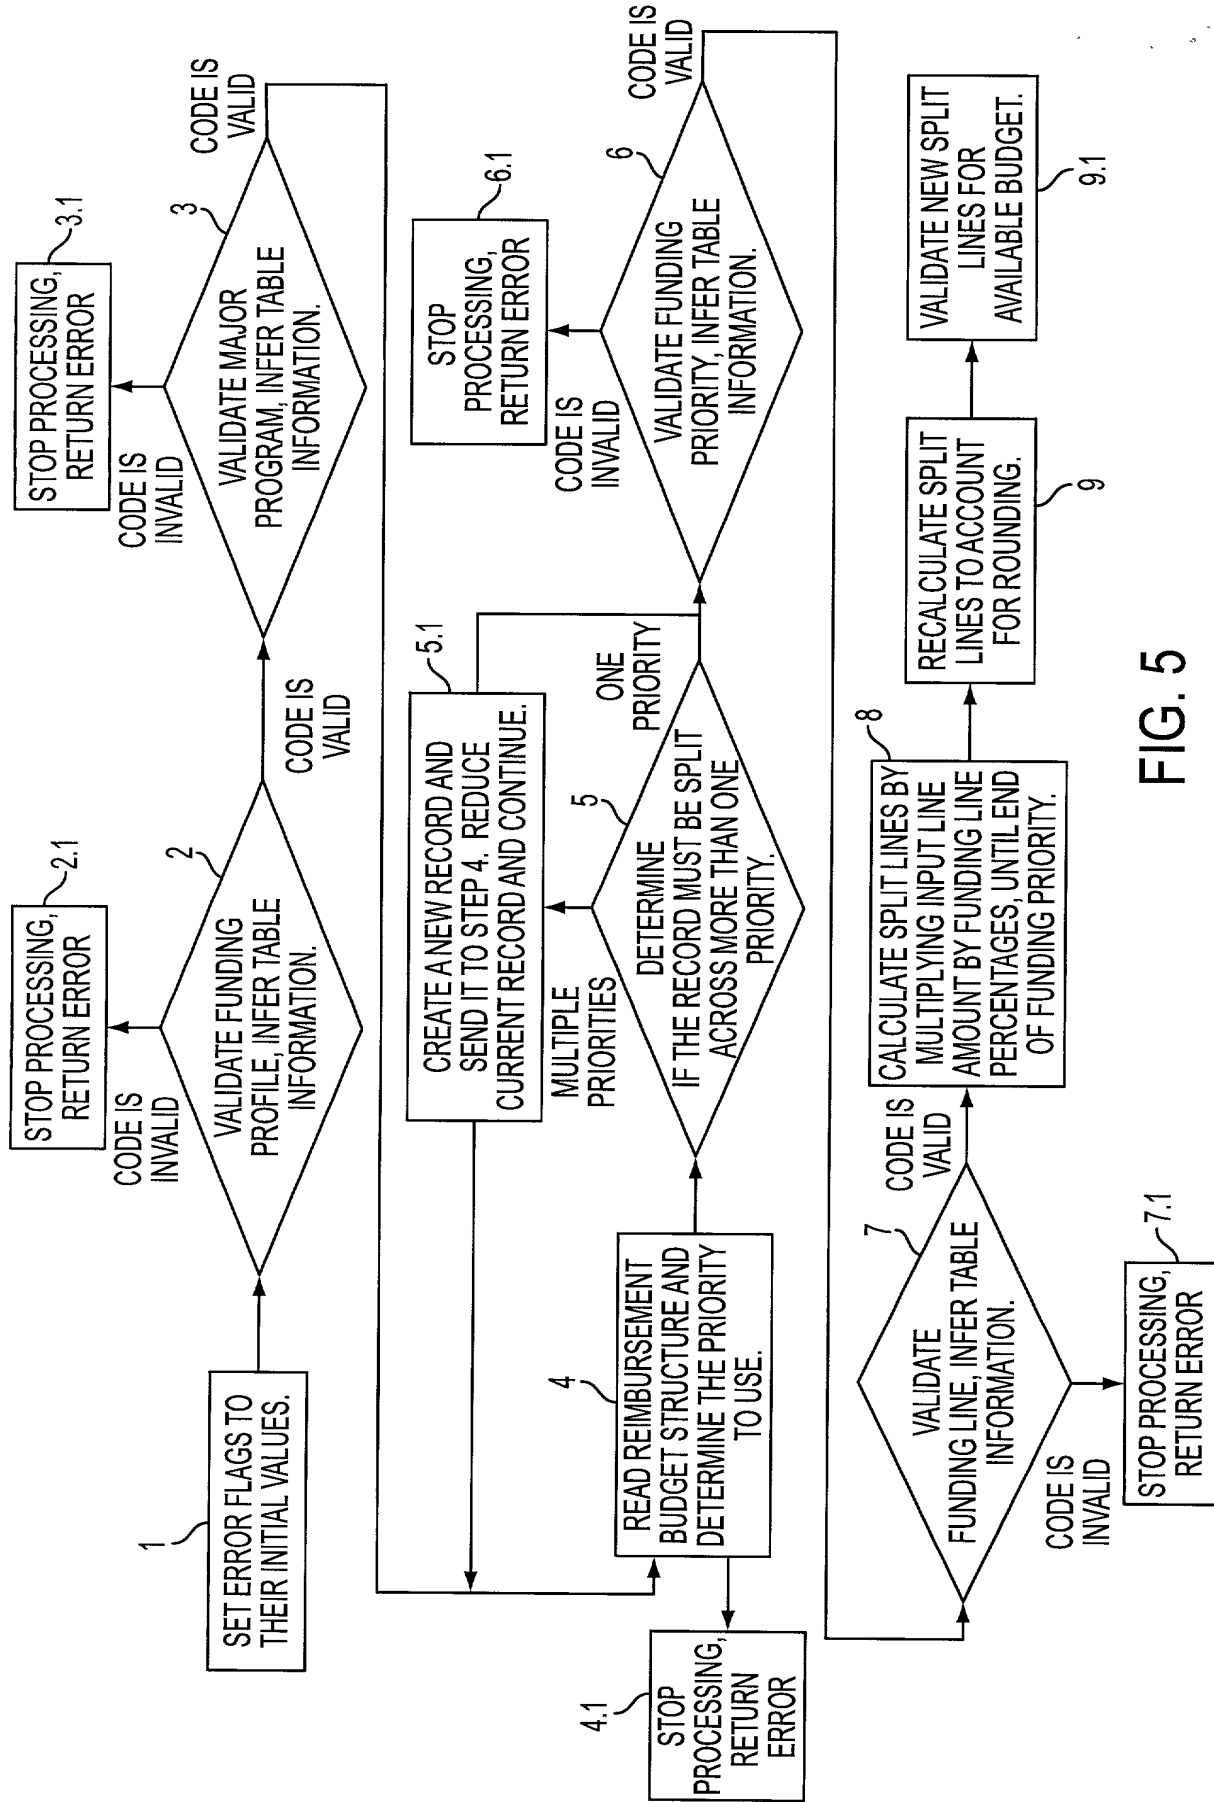 1
SET ERROR FLAGS TO
THEIR INITIAL VALUES.
2
VALIDATE FUNDING
PROFILE, INFER TABLE
INFORMATION.
CODE IS
INVALID
2.1
STOP PROCESSING,
RETURN ERROR
CODE IS
VALID
3
VALIDATE MAJOR
PROGRAM, INFER TABLE
INFORMATION.
CODE IS
INVALID
3.1
STOP PROCESSING,
RETURN ERROR
CODE IS
VALID
4
READ REIMBURSEMENT
BUDGET STRUCTURE AND
DETERMINE THE PRIORITY
TO USE.
4.1
STOP
PROCESSING,
RETURN
ERROR
5
DETERMINE
IF THE RECORD MUST BE SPLIT
ACROSS MORE THAN ONE
PRIORITY.
MULTIPLE
PRIORITIES
5.1
CREATE A NEW RECORD AND
SEND IT TO STEP 4. REDUCE
CURRENT RECORD AND CONTINUE.
ONE
PRIORITY
6
VALIDATE FUNDING
PRIORITY, INFER TABLE
INFORMATION.
CODE IS
INVALID
6.1
STOP
PROCESSING,
RETURN ERROR
CODE IS
VALID
7
VALIDATE
FUNDING LINE, INFER TABLE
INFORMATION.
CODE IS
INVALID
7.1
STOP PROCESSING,
RETURN ERROR
CODE IS
VALID
8
CALCULATE SPLIT LINES BY
MULTIPLYING INPUT LINE
AMOUNT BY FUNDING LINE
PERCENTAGES, UNTIL END
OF FUNDING PRIORITY.
9
RECALCULATE SPLIT
LINES TO ACCOUNT
FOR ROUNDING.
9.1
VALIDATE NEW SPLIT
LINES FOR
AVAILABLE BUDGET.
FIG. 5